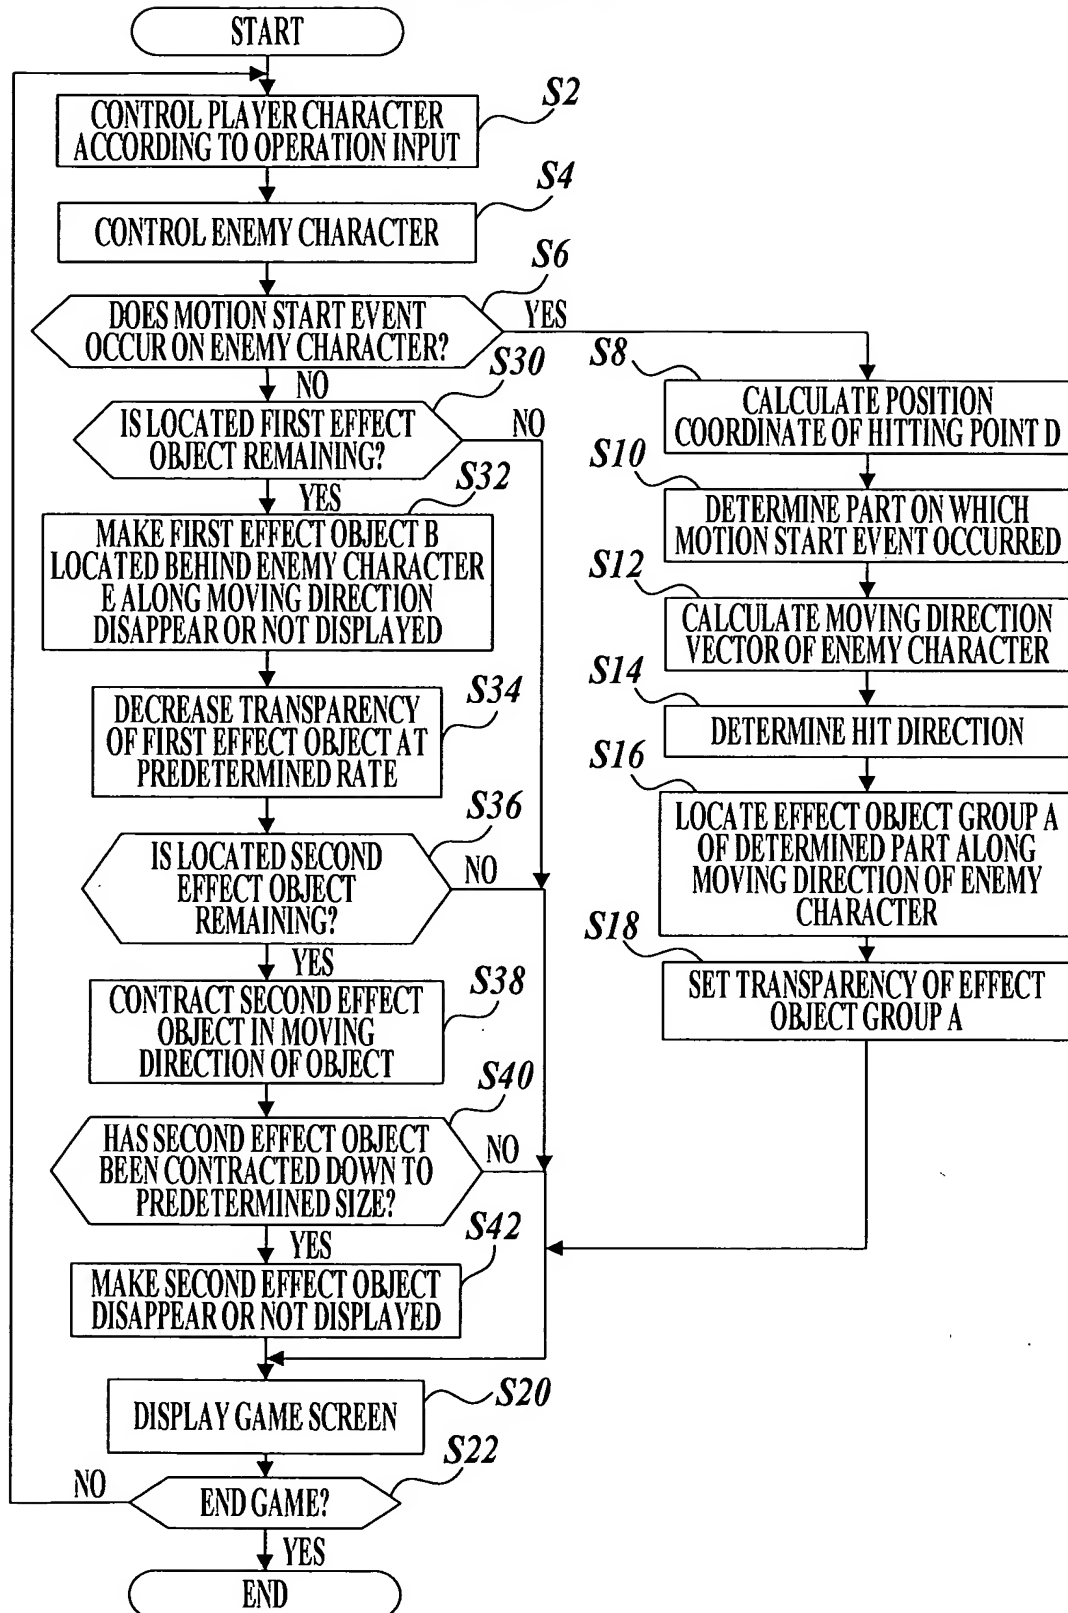 START
CONTROL PLAYER CHARACTER
ACCORDING TO OPERATION INPUT
S2
CONTROL ENEMY CHARACTER
S4
DOES MOTION START EVENT
OCCUR ON ENEMY CHARACTER?
S6
YES
NO
IS LOCATED FIRST EFFECT
OBJECT REMAINING?
S30
NO
YES
MAKE FIRST EFFECT OBJECT B
LOCATED BEHIND ENEMY CHARACTER
E ALONG MOVING DIRECTION
DISAPPEAR OR NOT DISPLAYED
S32
DECREASE TRANSPARENCY
OF FIRST EFFECT OBJECT AT
PREDETERMINED RATE
S34
IS LOCATED SECOND
EFFECT OBJECT
REMAINING?
S36
NO
YES
CONTRACT SECOND EFFECT
OBJECT IN MOVING
DIRECTION OF OBJECT
S38
HAS SECOND EFFECT OBJECT
BEEN CONTRACTED DOWN TO
PREDETERMINED SIZE?
S40
NO
YES
MAKE SECOND EFFECT OBJECT
DISAPPEAR OR NOT DISPLAYED
S42
DISPLAY GAME SCREEN
S20
END GAME?
S22
NO
YES
END
S8
CALCULATE POSITION
COORDINATE OF HITTING POINT D
S10
DETERMINE PART ON WHICH
MOTION START EVENT OCCURRED
S12
CALCULATE MOVING DIRECTION
VECTOR OF ENEMY CHARACTER
S14
DETERMINE HIT DIRECTION
S16
LOCATE EFFECT OBJECT GROUP A
OF DETERMINED PART ALONG
MOVING DIRECTION OF ENEMY
CHARACTER
S18
SET TRANSPARENCY OF EFFECT
OBJECT GROUP A